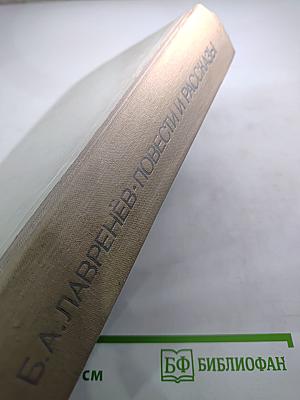 Б.А.ЛАВРЕНЁВ·ПОВЕСТИ И РАССКАЗЫ
БФ БИБЛИОФАН
СМ